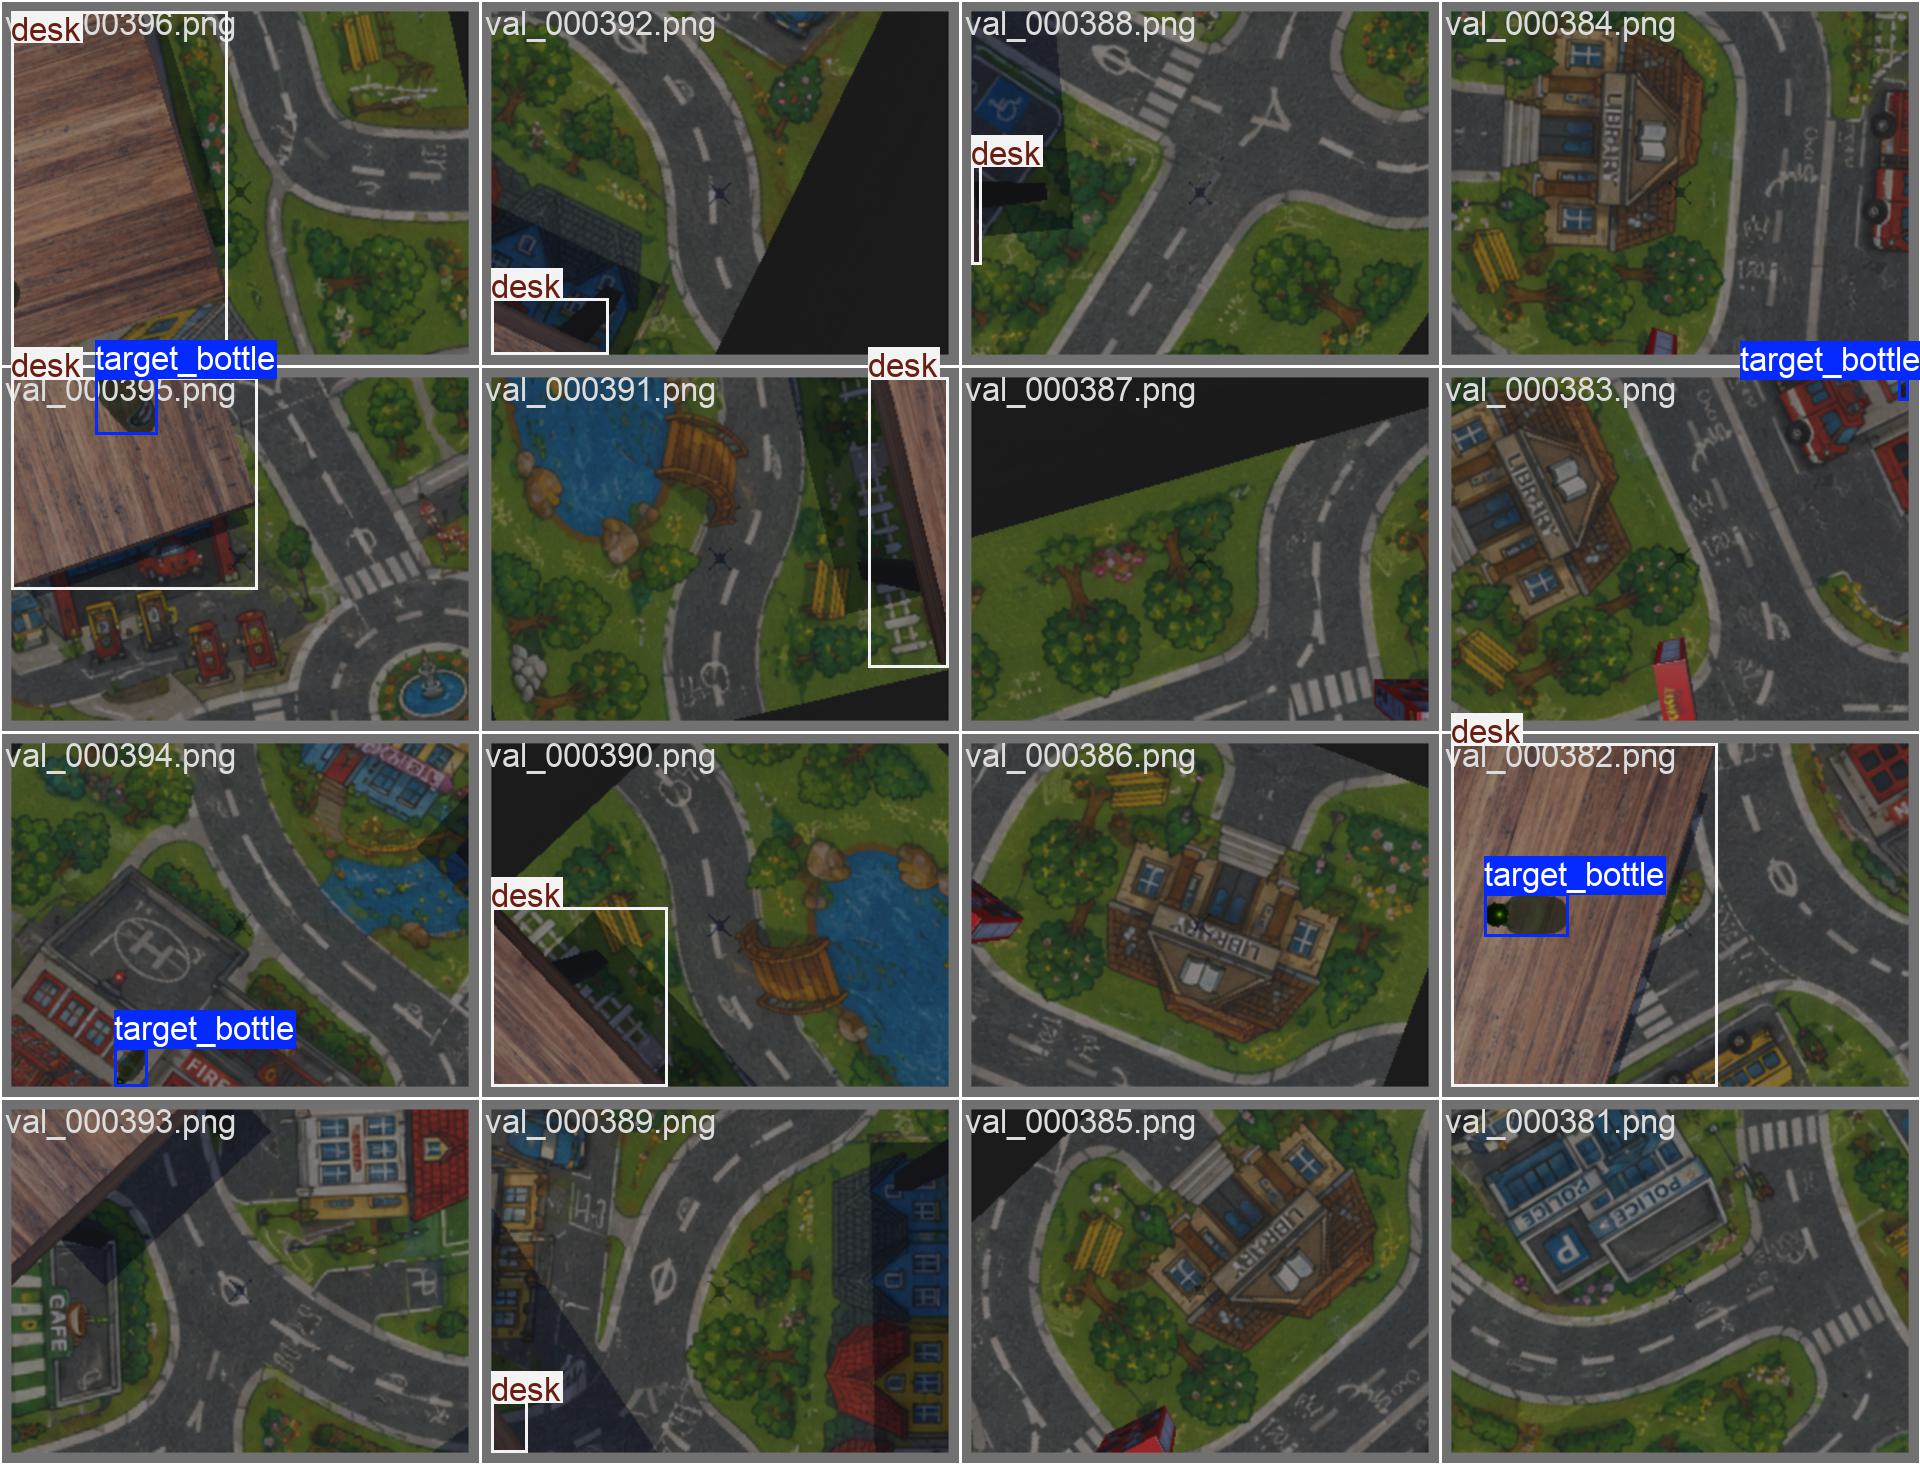 desk
00396.png
val_000392.png
val_000388.png
desk
val_000384.png
LIBRARY
desk
desk
target_bottle
val_000395.png
desk
val_000391.png
val_000387.png
target_bottle
val_000383.png
LIBRARY
val_000394.png
H
target_bottle
FIRE
val_000390.png
desk
val_000386.png
LIBRARY
desk
val_000382.png
target_bottle
val_000393.png
CAFE
val_000389.png
desk
val_000385.png
LIBRARY
val_000381.png
POLICE
POLICE
P